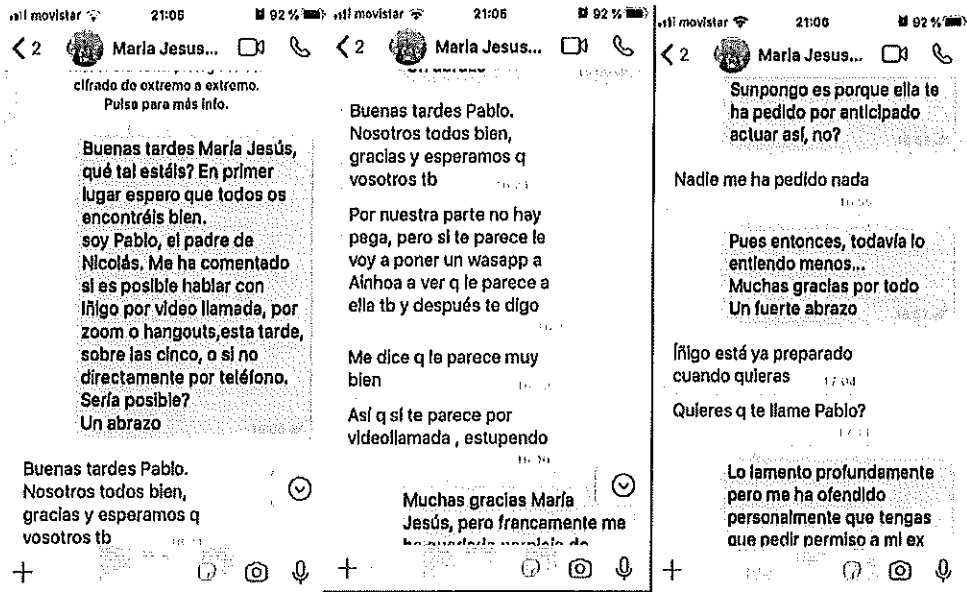 movistar 21:06 92 %
2 María Jesus...
cifrado de extremo a extremo.
Pulsa para más info.
Buenas tardes María Jesús,
qué tal estáis? En primer
lugar espero que todos os
encontréis bien.
soy Pablo, el padre de
Nicolás. Me ha comentado
si es posible hablar con
Iñigo por video llamada, por
zoom o hangouts,esta tarde,
sobre las cinco, o si no
directamente por teléfono.
Sería posible?
Un abrazo
Buenas tardes Pablo.
Nosotros todos bien,
gracias y esperamos q
vosotros tb
movistar 21:06 92 %
2 María Jesus...
Un abrazo
Buenas tardes Pablo.
Nosotros todos bien,
gracias y esperamos q
vosotros tb
Por nuestra parte no hay
pega, pero si te parece le
voy a poner un wasapp a
Ainhoa a ver q le parece a
ella tb y después te digo
Me dice q le parece muy
bien
Así q si te parece por
videollamada , estupendo
Muchas gracias María
Jesús, pero francamente me
movistar 21:06 92 %
2 María Jesus...
Sunpongo es porque ella te
ha pedido por anticipado
actuar así, no?
Nadie me ha pedido nada
Pues entonces, todavía lo
entiendo menos...
Muchas gracias por todo
Un fuerte abrazo
Íñigo está ya preparado
cuando quieras 17:04
Quieres q te llame Pablo?
Lo lamento profundamente
pero me ha ofendido
personalmente que tengas
que pedir permiso a mi ex